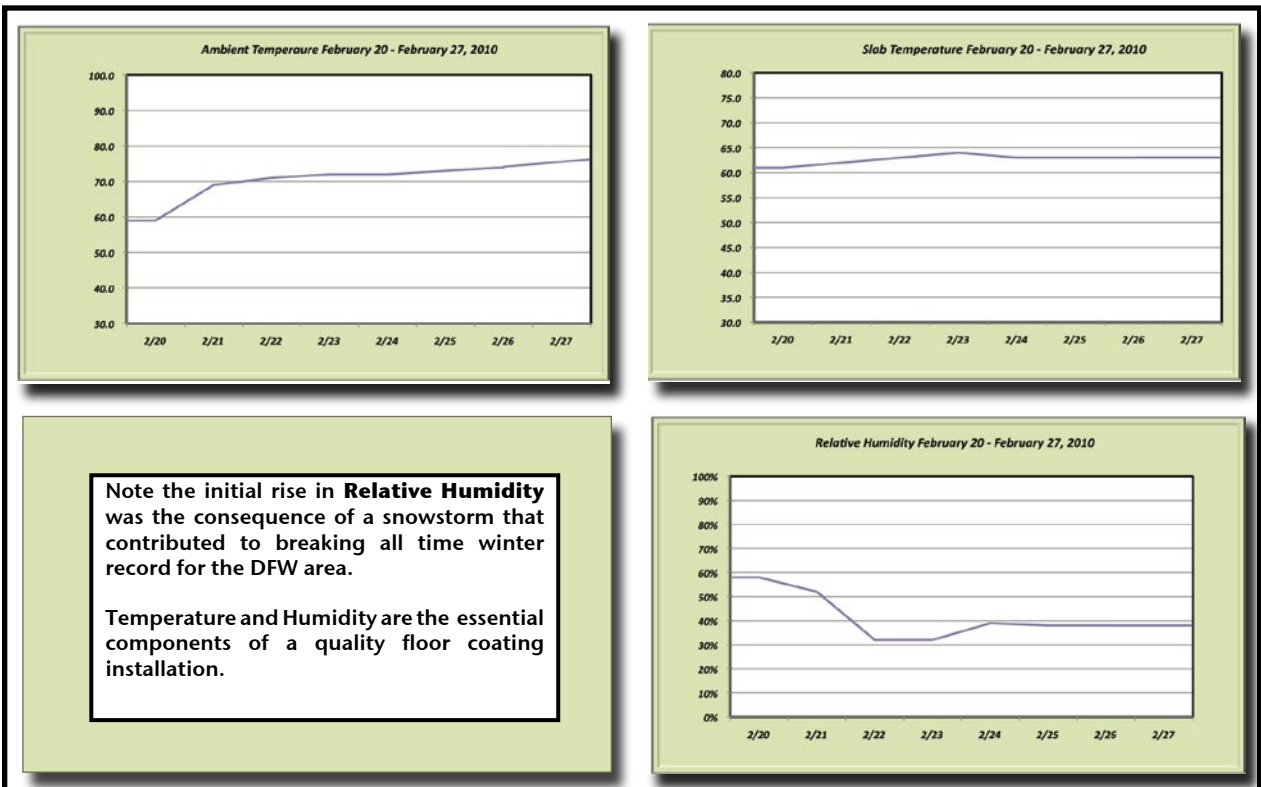 Ambient Temperaure February 20 - February 27, 2010
100.0
90.0
80.0
70.0
60.0
50.0
40.0
30.0
2/20 2/21 2/22 2/23 2/24 2/25 2/26 2/27
Slab Temperature February 20 - February 27, 2010
80.0
75.0
70.0
65.0
60.0
55.0
50.0
45.0
40.0
35.0
30.0
2/20 2/21 2/22 2/23 2/24 2/25 2/26 2/27
Note the initial rise in Relative Humidity
was the consequence of a snowstorm that
contributed to breaking all time winter
record for the DFW area.
Temperature and Humidity are the essential
components of a quality floor coating
installation.
Relative Humidity February 20 - February 27, 2010
100%
90%
80%
70%
60%
50%
40%
30%
20%
10%
0%
2/20 2/21 2/22 2/23 2/24 2/25 2/26 2/27